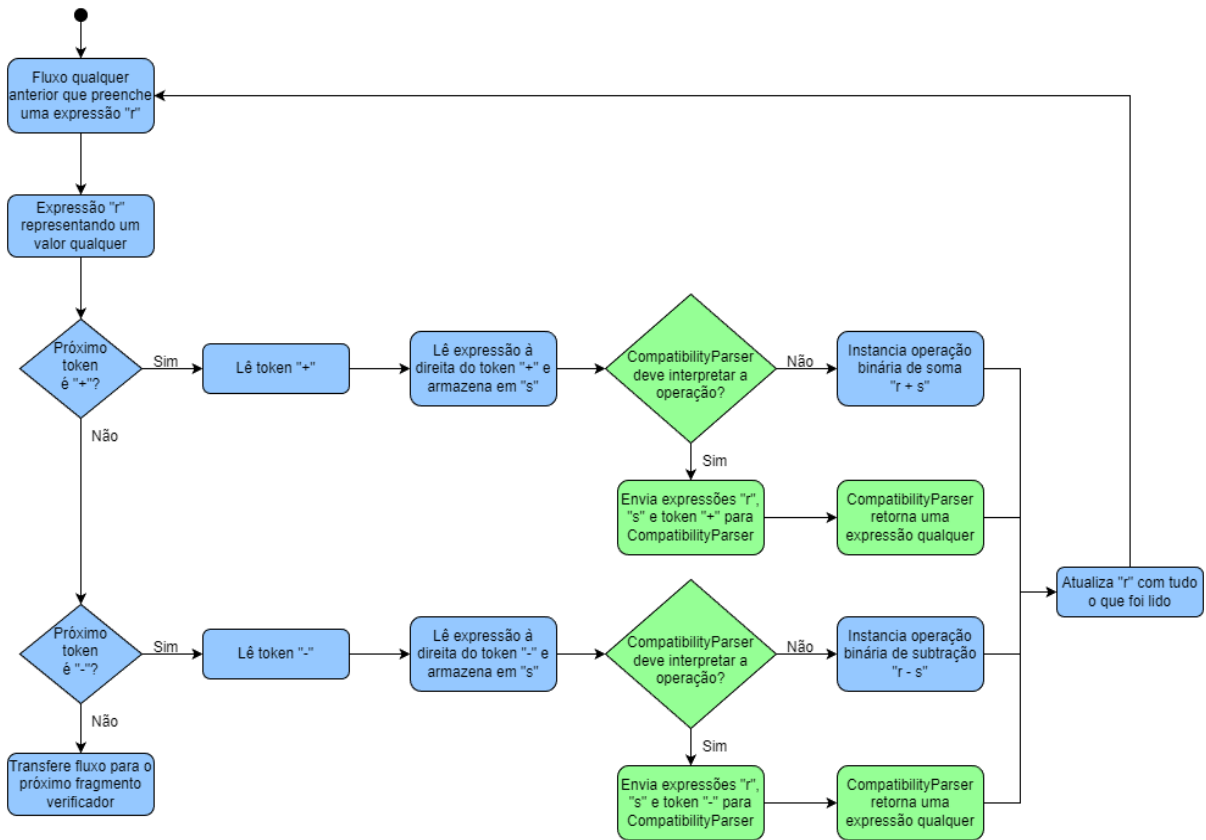 Fluxo qualquer
anterior que preenche
uma expressão "r"
Expressão "r"
representando um
valor qualquer
Próximo
token
é "+"?
Sim
Lê token "+"
Lê expressão à
direita do token "+" e
armazena em "s"
CompatibilityParser
deve interpretar a
operação?
Não
Instancia operação
binária de soma
"r + s"
Não
Sim
Envia expressões "r",
"s" e token "+" para
CompatibilityParser
CompatibilityParser
retorna uma
expressão qualquer
Atualiza "r" com tudo
o que foi lido
Próximo
token
é "-"?
Sim
Lê token "-"
Lê expressão à
direita do token "-" e
armazena em "s"
CompatibilityParser
deve interpretar a
operação?
Não
Instancia operação
binária de subtração
"r - s"
Não
Sim
Transfere fluxo para o
próximo fragmento
verificador
Envia expressões "r",
"s" e token "-" para
CompatibilityParser
CompatibilityParser
retorna uma
expressão qualquer